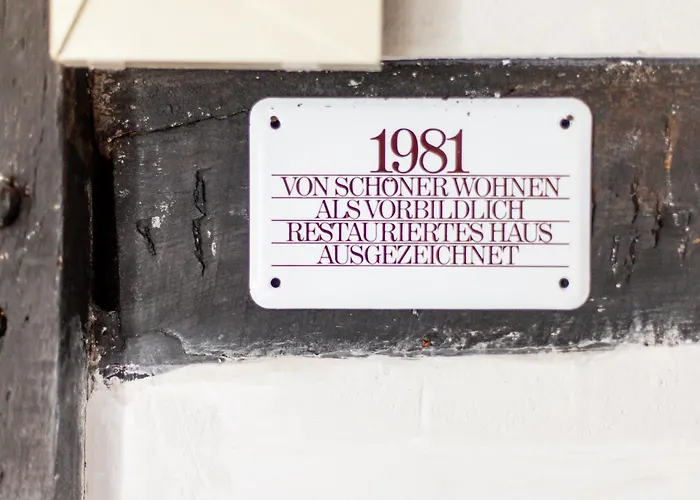 1981
VON SCHÖNER WOHNEN
ALS VORBILDLICH
RESTAURIERTES HAUS
AUSGEZEICHNET